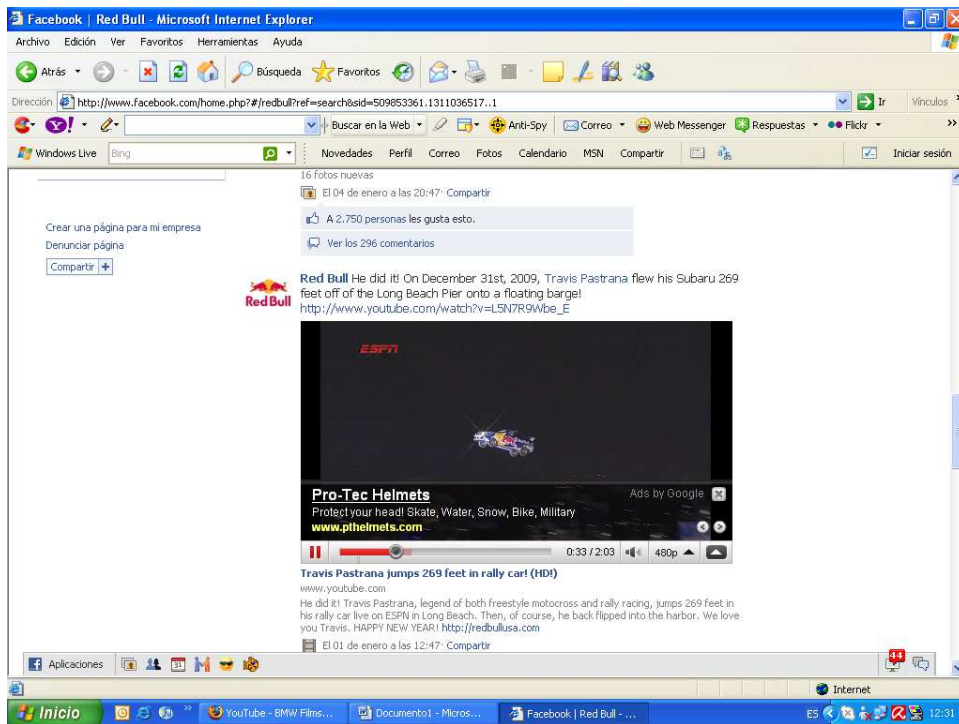 Facebook | Red Bull - Microsoft Internet Explorer
Archivo Edición Ver Favoritos Herramientas Ayuda
Atrás Búsqueda Favoritos
Dirección http://www.facebook.com/home.php?#/redbull?ref=search&sid=509853361.1311036517..1 Ir Vínculos
Buscar en la Web Anti-Spy Correo Web Messenger Respuestas Flickr
Windows Live Bing Novedades Perfil Correo Fotos Calendario MSN Compartir Iniciar sesión
16 fotos nuevas
El 04 de enero a las 20:47 · Compartir
A 2.750 personas les gusta esto.
Ver los 296 comentarios
Crear una página para mi empresa
Denunciar página
Compartir +
Red Bull
Red Bull He did it! On December 31st, 2009, Travis Pastrana flew his Subaru 269
feet off of the Long Beach Pier onto a floating barge!
http://www.youtube.com/watch?v=L5N7R9Wbe_E
ESPN
Pro-Tec Helmets Ads by Google
Protect your head! Skate, Water, Snow, Bike, Military
www.pthelmets.com
0:33 / 2:03 480p
Travis Pastrana jumps 269 feet in rally car! (HD!)
www.youtube.com
He did it! Travis Pastrana, legend of both freestyle motocross and rally racing, jumps 269 feet in
his rally car live on ESPN in Long Beach. Then, of course, he back flipped into the harbor. We love
you Travis. HAPPY NEW YEAR! http://redbullusa.com
El 01 de enero a las 12:47 · Compartir
Aplicaciones 31 44
Internet
Inicio YouTube - BMW Films... Documento1 - Micros... Facebook | Red Bull - ... ES 12:31